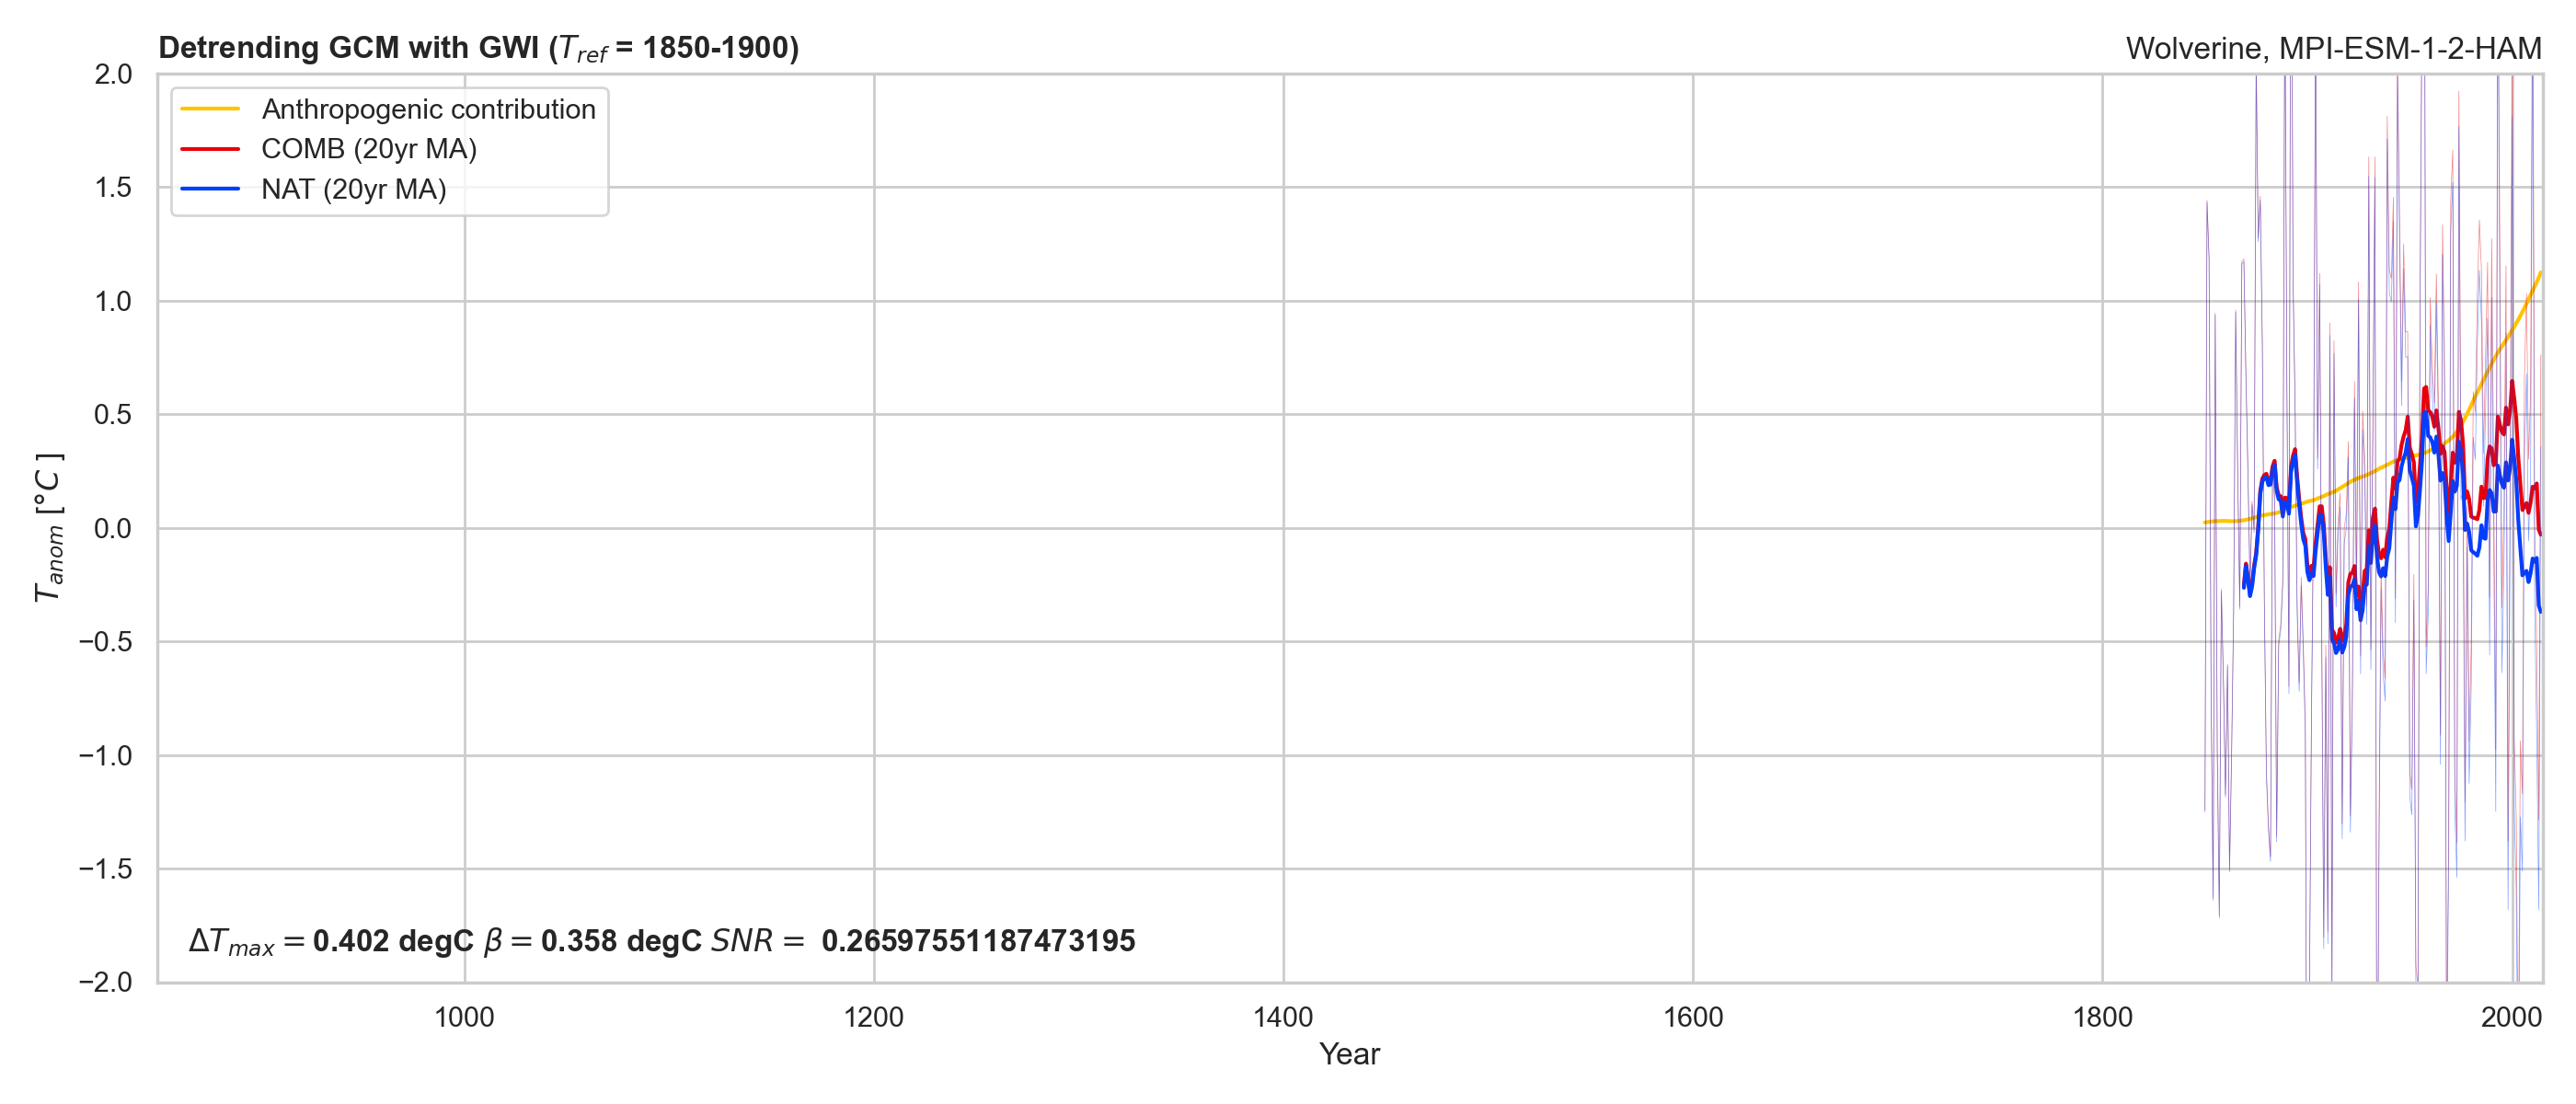 Detrending GCM with GWI (T_ref = 1850-1900)
Wolverine, MPI-ESM-1-2-HAM
Anthropogenic contribution
COMB (20yr MA)
NAT (20yr MA)
2.0
1.5
1.0
0.5
0.0
−0.5
−1.0
−1.5
−2.0
T_anom [°C ]
ΔT_max = 0.402 degC β = 0.358 degC SNR = 0.26597551187473195
1000 1200 1400 1600 1800 2000
Year